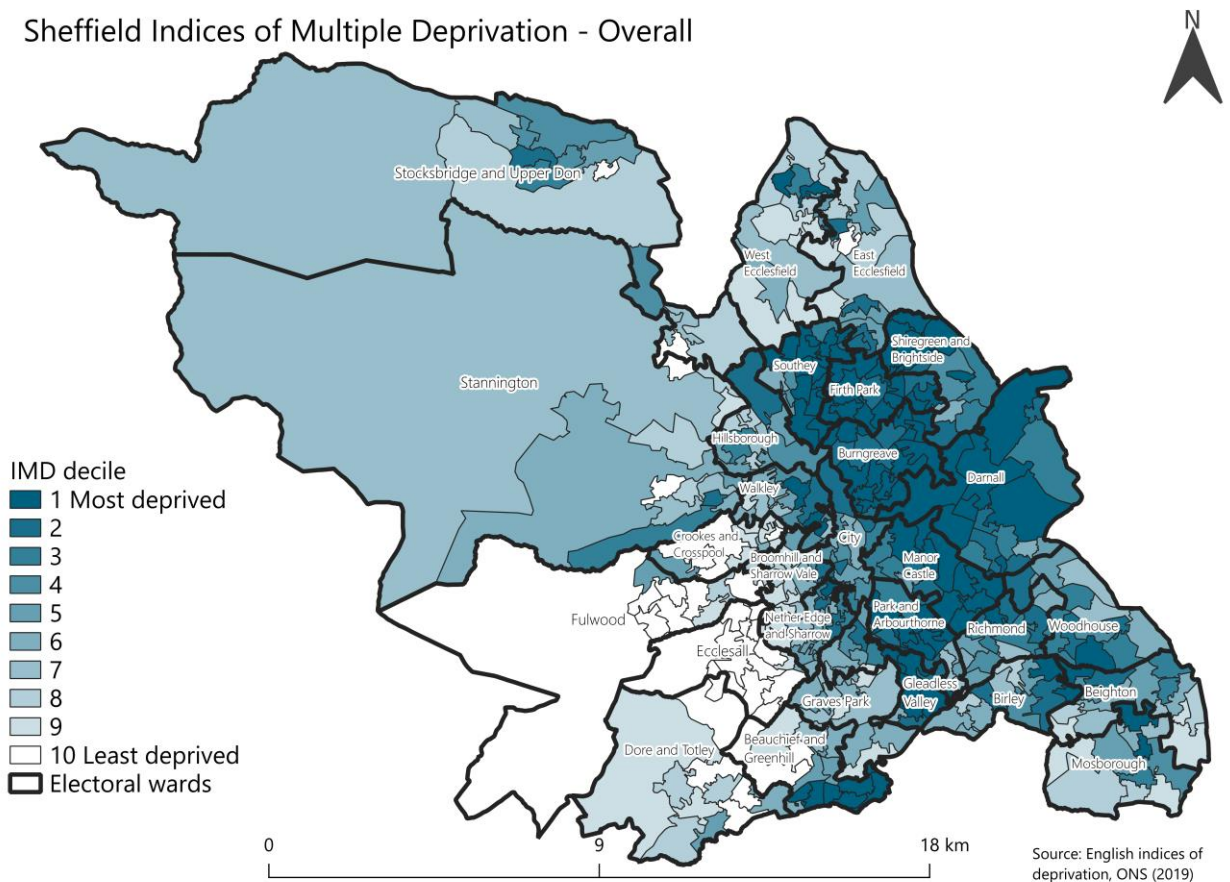 Sheffield Indices of Multiple Deprivation - Overall
N
Stocksbridge and Upper Don
West
Ecclesfield
East
Ecclesfield
Shiregreen and
Brightside
Southey
Firth Park
Stannington
Hillsborough
Burngreave
Darnall
Walkley
Crookes and
Crosspool
Broomhill and
Sharrow Vale
City
Manor
Castle
Fulwood
Nether Edge
and Sharrow
Park and
Arbourthorne
Richmond
Woodhouse
Ecclesall
Graves Park
Gleadless
Valley
Birley
Beighton
Dore and Totley
Beauchief and
Greenhill
Mosborough
IMD decile
1 Most deprived
2
3
4
5
6
7
8
9
10 Least deprived
Electoral wards
0
9
18 km
Source: English indices of
deprivation, ONS (2019)